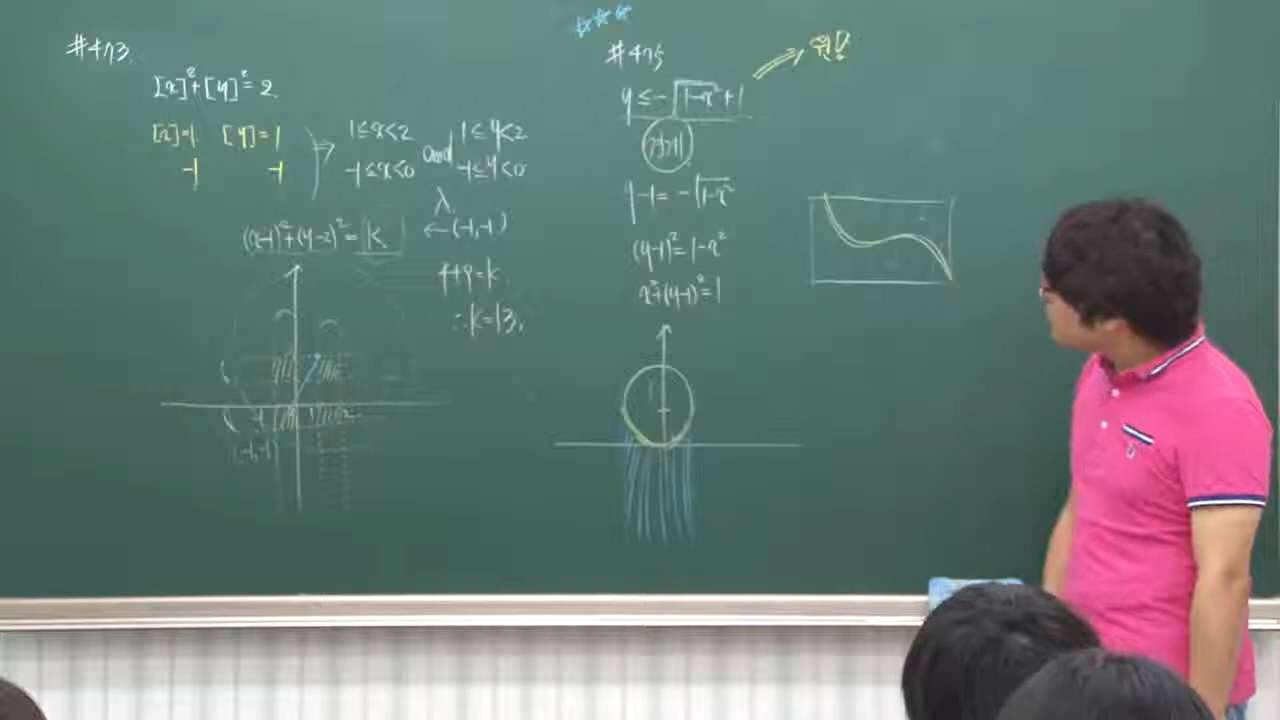 #473.
[x]²+[y]²=2.
[x]=1 [y]=1
-1 -1
1≤x<2 and 1≤y<2
-1≤x<0 -1≤y<0
(x-1)²+(y-2)²=k ←(-1,-1)
4+9=k.
∴k=13.
#475
y≤-√1-x²+1
y-1=-√1-x²
(y-1)²=1-x²
x²+(y-1)²=1